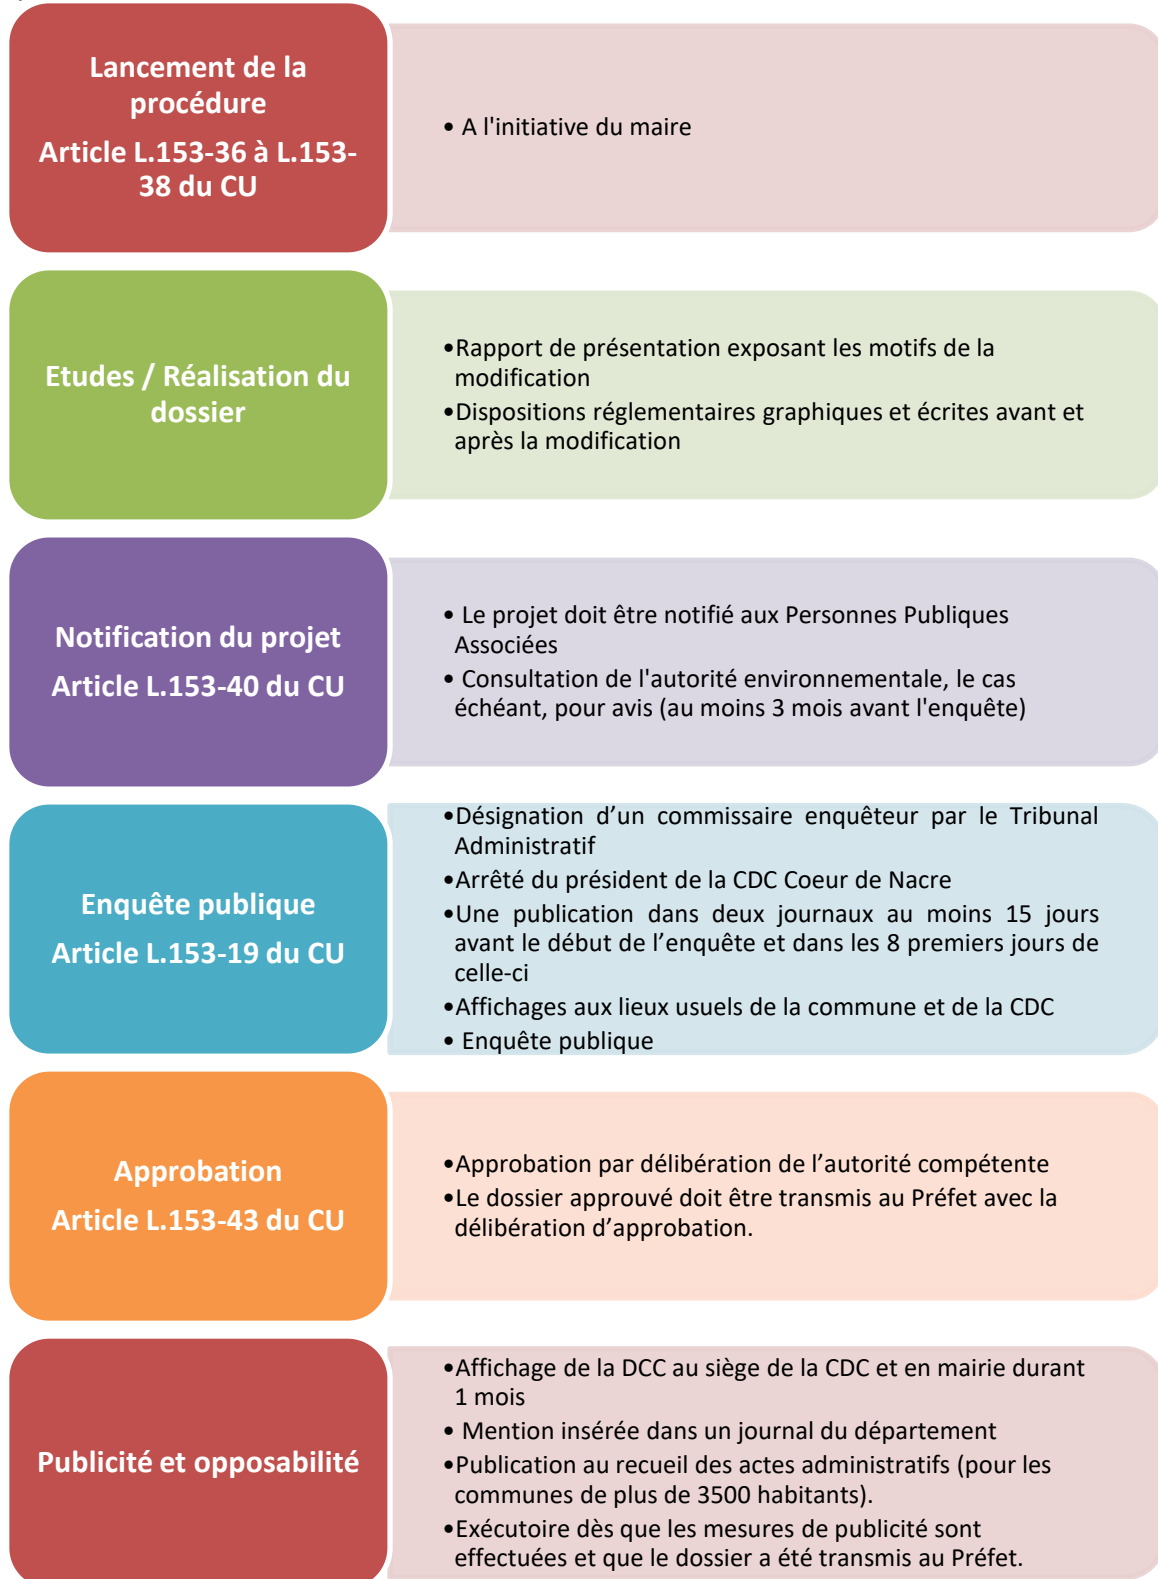 Lancement de la
procédure
Article L.153-36 à L.153-
38 du CU
• A l'initiative du maire
Etudes / Réalisation du
dossier
•Rapport de présentation exposant les motifs de la
modification
•Dispositions réglementaires graphiques et écrites avant et
après la modification
Notification du projet
Article L.153-40 du CU
• Le projet doit être notifié aux Personnes Publiques
Associées
• Consultation de l'autorité environnementale, le cas
échéant, pour avis (au moins 3 mois avant l'enquête)
Enquête publique
Article L.153-19 du CU
•Désignation d’un commissaire enquêteur par le Tribunal
Administratif
•Arrêté du président de la CDC Coeur de Nacre
•Une publication dans deux journaux au moins 15 jours
avant le début de l’enquête et dans les 8 premiers jours de
celle-ci
•Affichages aux lieux usuels de la commune et de la CDC
• Enquête publique
Approbation
Article L.153-43 du CU
•Approbation par délibération de l’autorité compétente
•Le dossier approuvé doit être transmis au Préfet avec la
délibération d’approbation.
Publicité et opposabilité
•Affichage de la DCC au siège de la CDC et en mairie durant
1 mois
• Mention insérée dans un journal du département
•Publication au recueil des actes administratifs (pour les
communes de plus de 3500 habitants).
•Exécutoire dès que les mesures de publicité sont
effectuées et que le dossier a été transmis au Préfet.